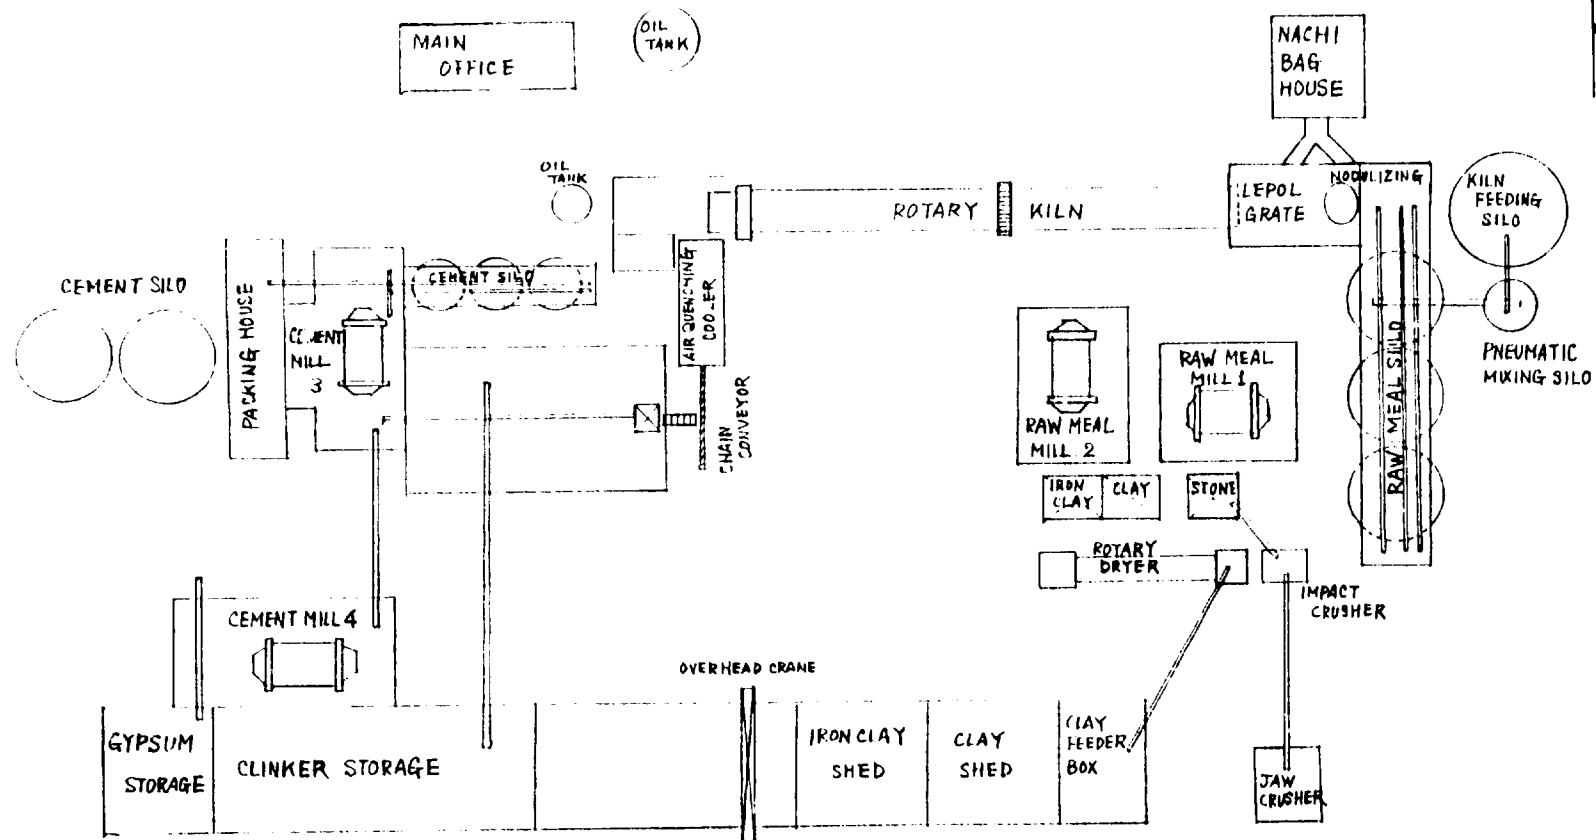 MAIN
OFFICE
OIL
TANK
NACHI
BAG
HOUSE
OIL
TANK
ROTARY KILN
LEPOL
GRATE
NODULIZING
KILN
FEEDING
SILO
CEMENT SILO
PACKING HOUSE
CEMENT
MILL
3
CEMENT SILO
AIR QUENCHING
COOLER
CHAIN
CONVEYOR
RAW MEAL
MILL 2
RAW MEAL
MILL 1
RAW MEAL SILO
PNEUMATIC
MIXING SILO
IRON
CLAY
CLAY
STONE
ROTARY
DRYER
IMPACT
CRUSHER
CEMENT MILL 4
OVERHEAD CRANE
GYPSUM
STORAGE
CLINKER STORAGE
IRON CLAY
SHED
CLAY
SHED
CLAY
FEEDER
BOX
JAW
CRUSHER